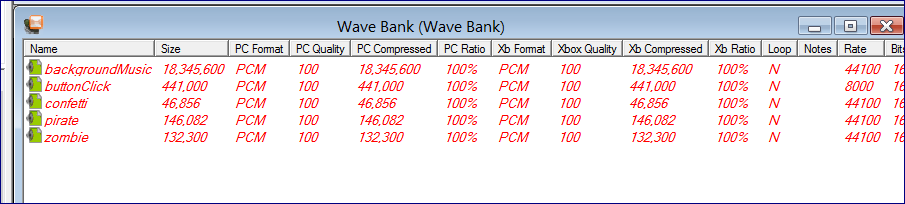 Wave Bank (Wave Bank)
Name Size PC Format PC Quality PC Compressed PC Ratio Xb Format Xbox Quality Xb Compressed Xb Ratio Loop Notes Rate Bits
backgroundMusic 18,345,600 PCM 100 18,345,600 100% PCM 100 18,345,600 100% N 44100 16
buttonClick 441,000 PCM 100 441,000 100% PCM 100 441,000 100% N 8000 16
confetti 46,856 PCM 100 46,856 100% PCM 100 46,856 100% N 44100 16
pirate 146,082 PCM 100 146,082 100% PCM 100 146,082 100% N 44100 16
zombie 132,300 PCM 100 132,300 100% PCM 100 132,300 100% N 44100 16